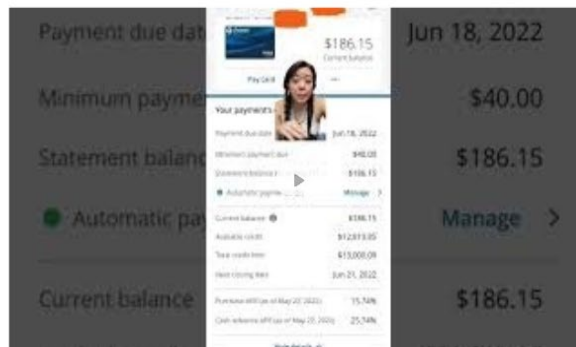 Payment due dat
Jun 18, 2022
Minimum payme
$40.00
Statement balanc
$186.15
Automatic pay
Manage
Current balance
$186.15
$186.15
Current balance
Pay
Your payments
Payment due date
Jun 18, 2022
Minimum payment due
$40.00
Statement balance
$186.15
Automatic payme
Manage
Current balance
$186.15
Available credit
Total credit limit
$13,000.00
Next closing date
Jun 21, 2022
Purchase APR (as of May 22, 2022)
15.74%
Cash advance APR (as of May 22, 2022)
25.74%